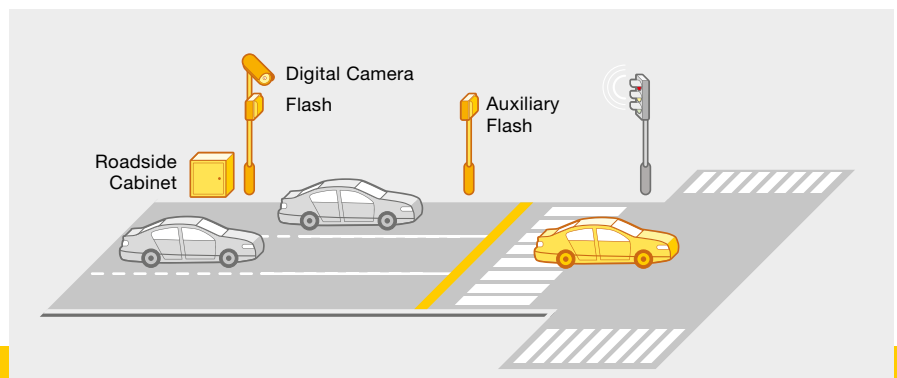 Digital Camera
Flash
Auxiliary
Flash
Roadside
Cabinet